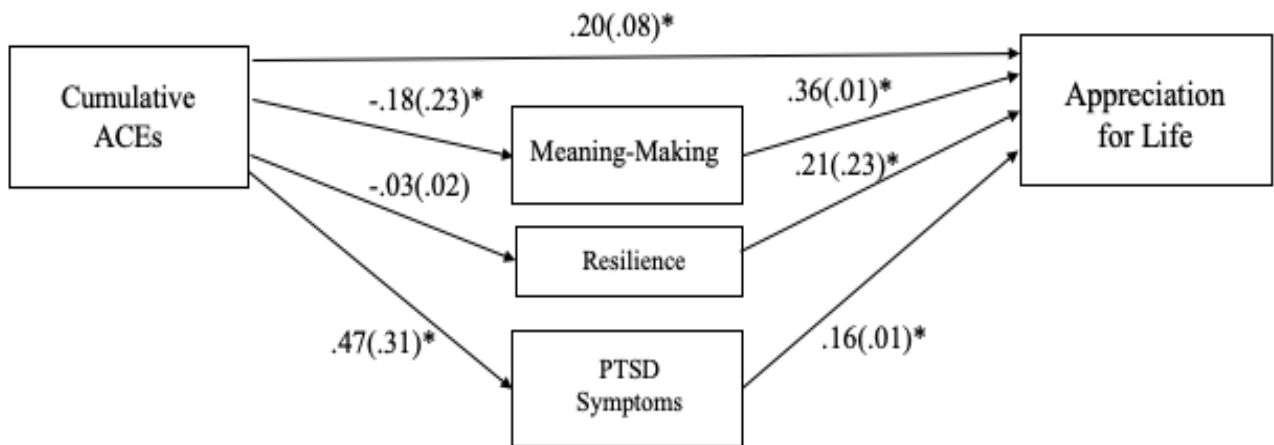 .20(.08)*
Cumulative
ACEs
-.18(.23)*
.36(.01)*
Appreciation
for Life
Meaning-Making
-.03(.02)
.21(.23)*
Resilience
.47(.31)*
.16(.01)*
PTSD
Symptoms